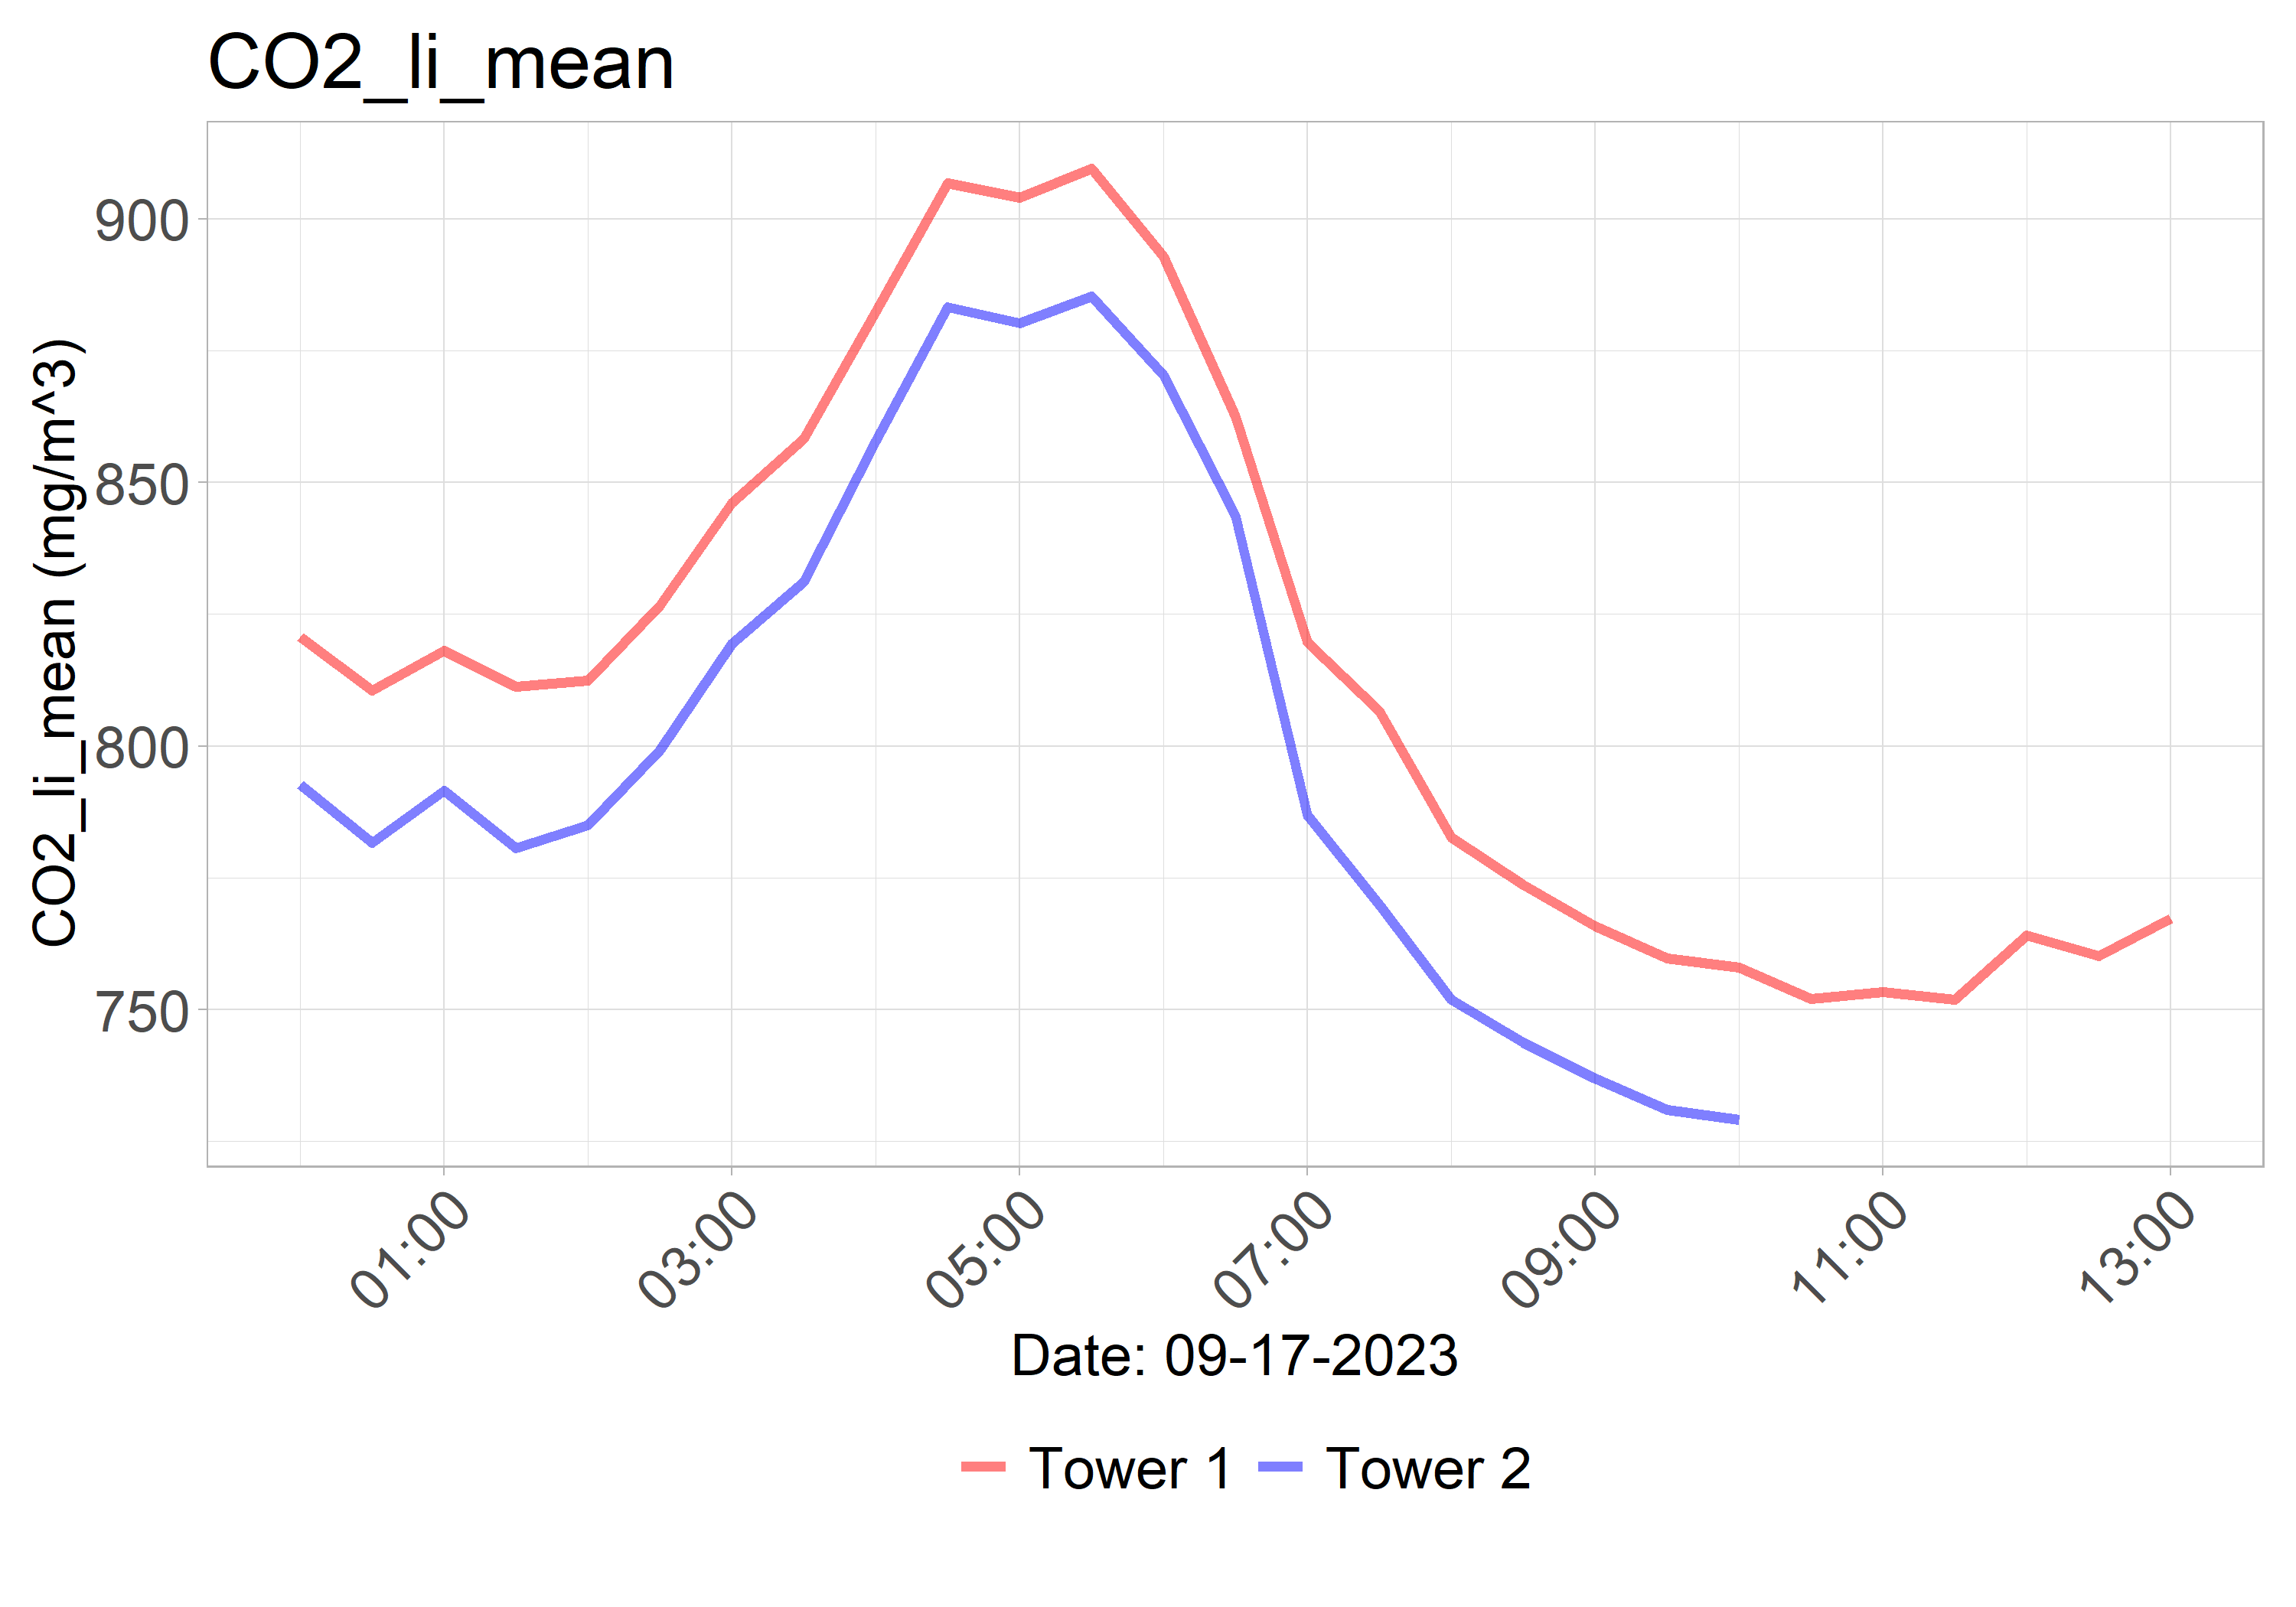 CO2_li_mean
CO2_li_mean (mg/m^3)
900
850
800
750
01:00
03:00
05:00
07:00
09:00
11:00
13:00
Date: 09-17-2023
Tower 1
Tower 2